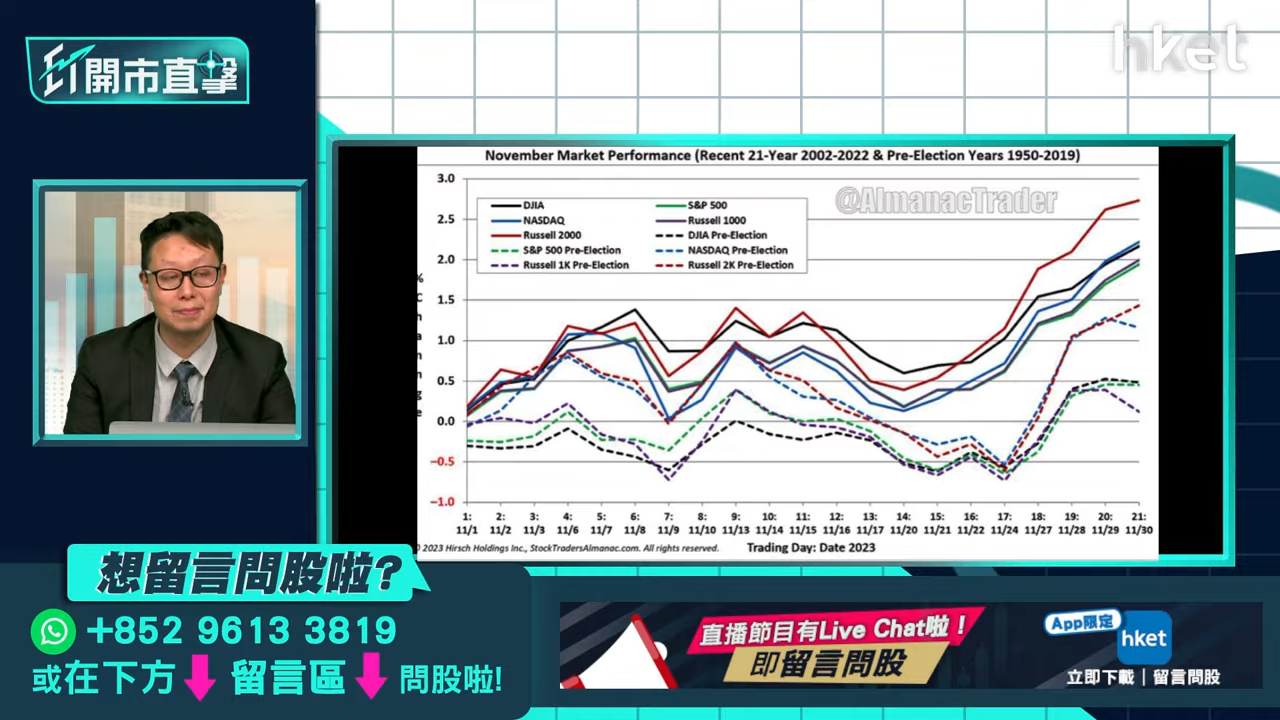 EI開市直擊
hket
November Market Performance (Recent 21-Year 2002-2022 & Pre-Election Years 1950-2019)
@AlmanacTrader
DJIA
S&P 500
NASDAQ
Russell 1000
Russell 2000
DJIA Pre-Election
S&P 500 Pre-Election
NASDAQ Pre-Election
Russell 1K Pre-Election
Russell 2K Pre-Election
3.0
2.5
2.0
1.5
1.0
0.5
0.0
-0.5
-1.0
% Change
1: 2: 3: 4: 5: 6: 7: 8: 9: 10: 11: 12: 13: 14: 15: 16: 17: 18: 19: 20: 21:
11/1 11/2 11/3 11/6 11/7 11/8 11/9 11/10 11/13 11/14 11/15 11/16 11/17 11/20 11/21 11/22 11/24 11/27 11/28 11/29 11/30
2023 Hirsch Holdings Inc., StockTradersAlmanac.com. All rights reserved.
Trading Day: Date 2023
想留言問股啦?
+852 9613 3819
或在下方 留言區 問股啦!
直播節目有Live Chat啦！
即留言問股
App限定
hket
立即下載｜留言問股